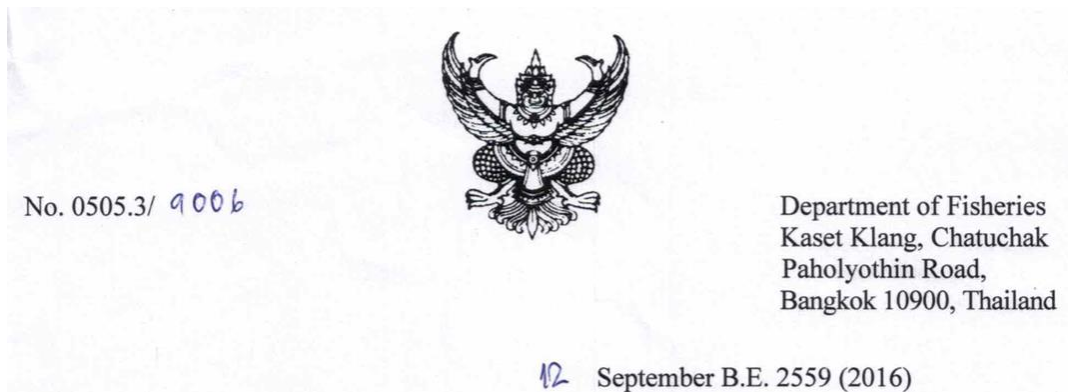 No. 0505.3/ 9006
Department of Fisheries
Kaset Klang, Chatuchak
Paholyothin Road,
Bangkok 10900, Thailand
12 September B.E. 2559 (2016)